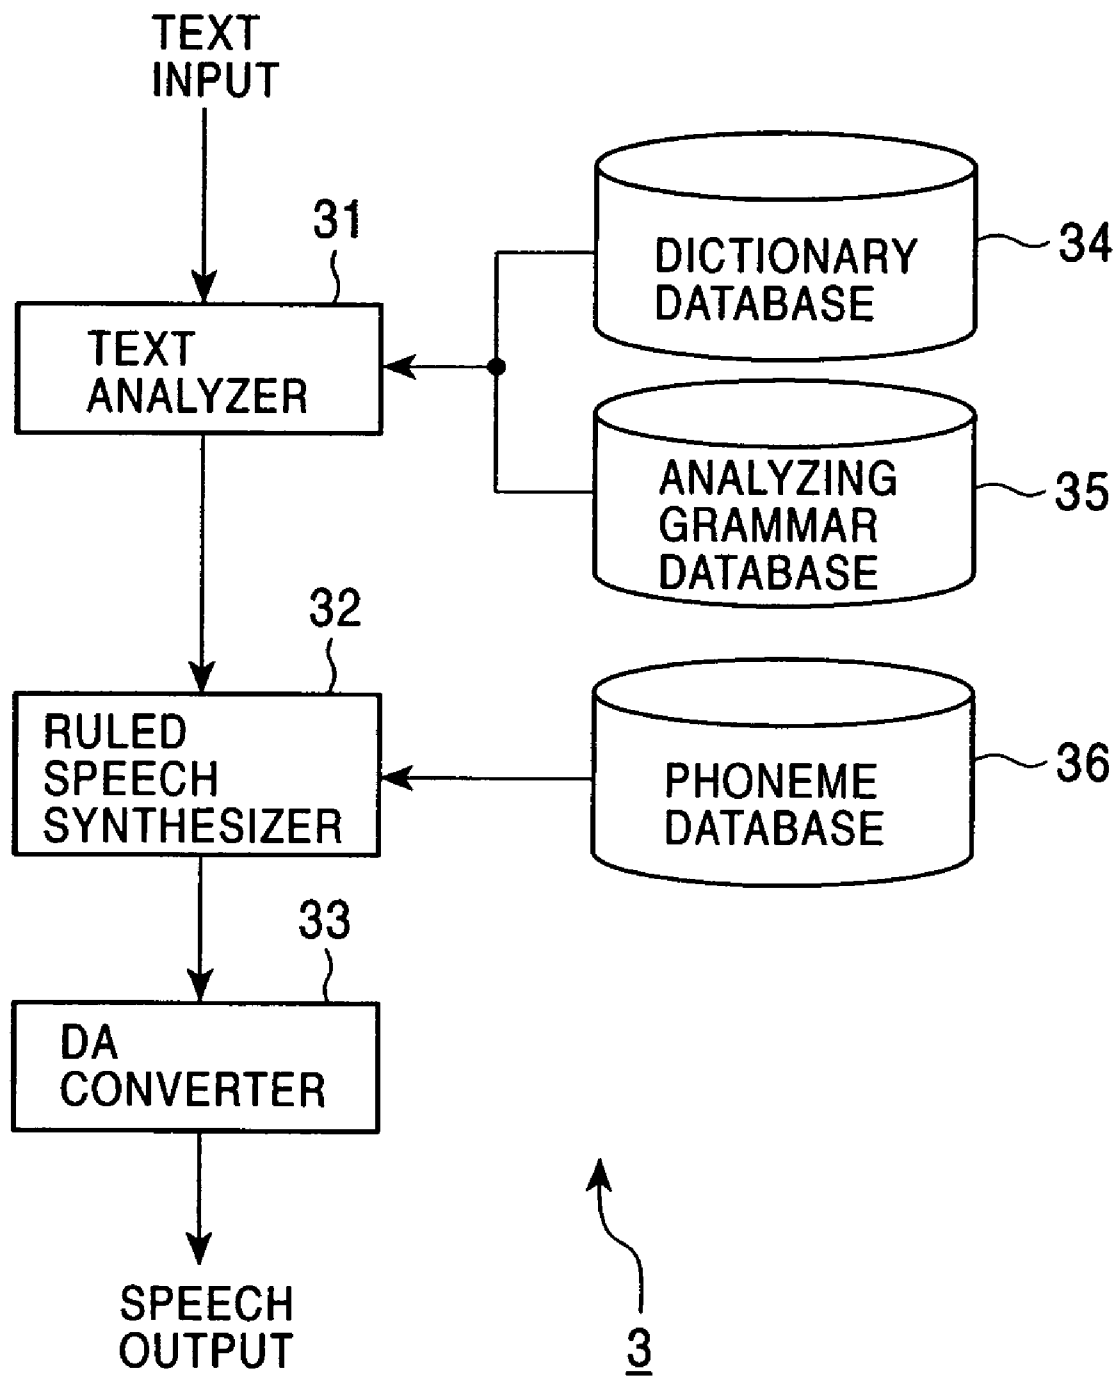 TEXT
INPUT
31
TEXT
ANALYZER
DICTIONARY
DATABASE
34
ANALYZING
GRAMMAR
DATABASE
35
32
RULED
SPEECH
SYNTHESIZER
PHONEME
DATABASE
36
33
DA
CONVERTER
SPEECH
OUTPUT
3